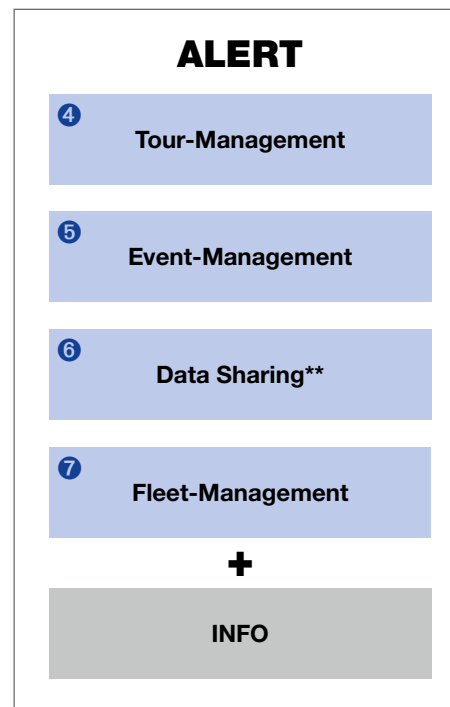 ALERT
❹
Tour-Management
❺
Event-Management
❻
Data Sharing**
❼
Fleet-Management
+
INFO